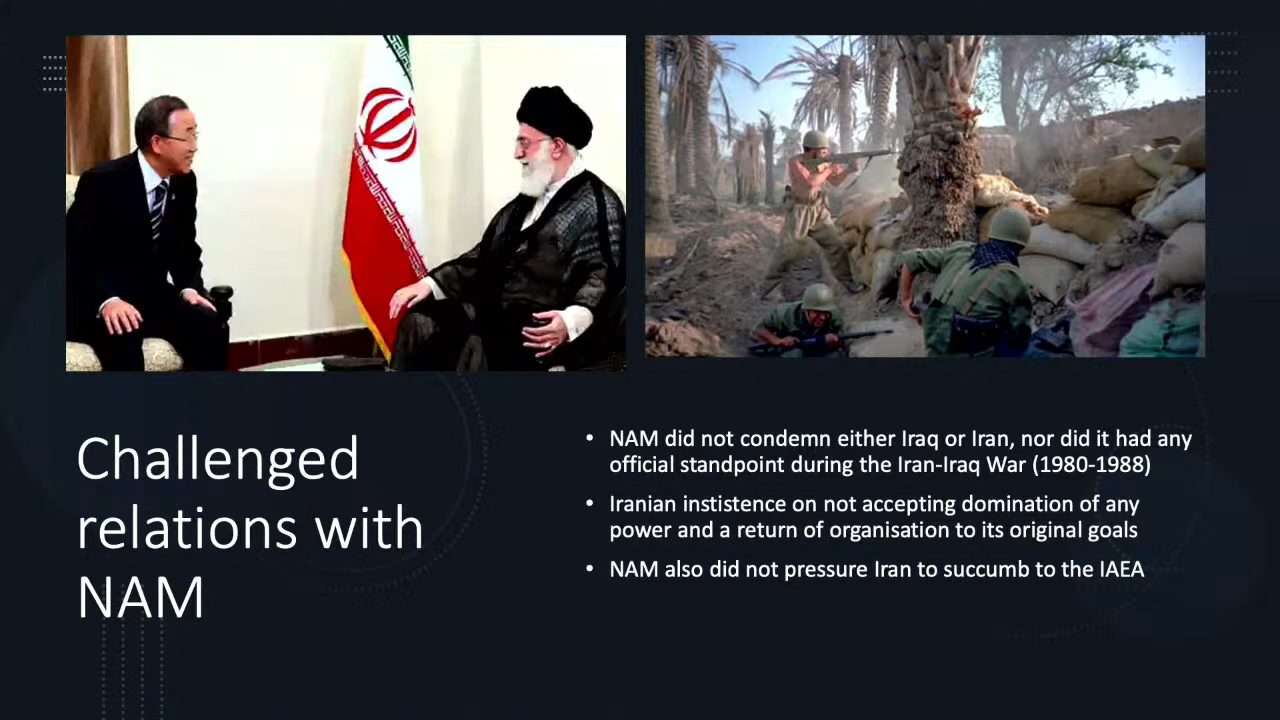 Challenged
relations with
NAM
• NAM did not condemn either Iraq or Iran, nor did it had any
official standpoint during the Iran-Iraq War (1980-1988)
• Iranian instistence on not accepting domination of any
power and a return of organisation to its original goals
• NAM also did not pressure Iran to succumb to the IAEA